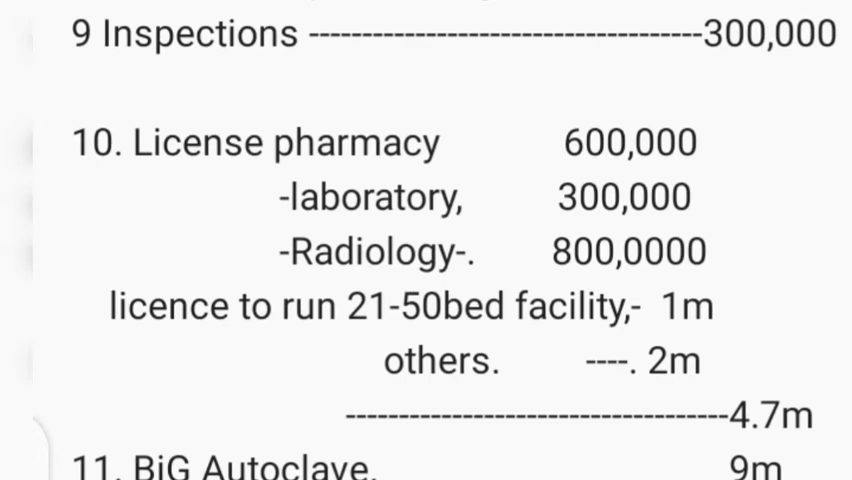 9 Inspections -------------------------------------300,000
10. License pharmacy 600,000
-laboratory, 300,000
-Radiology-. 800,0000
licence to run 21-50bed facility,- 1m
others. ----. 2m
------------------------------------4.7m
11. BiG Autoclave. 9m